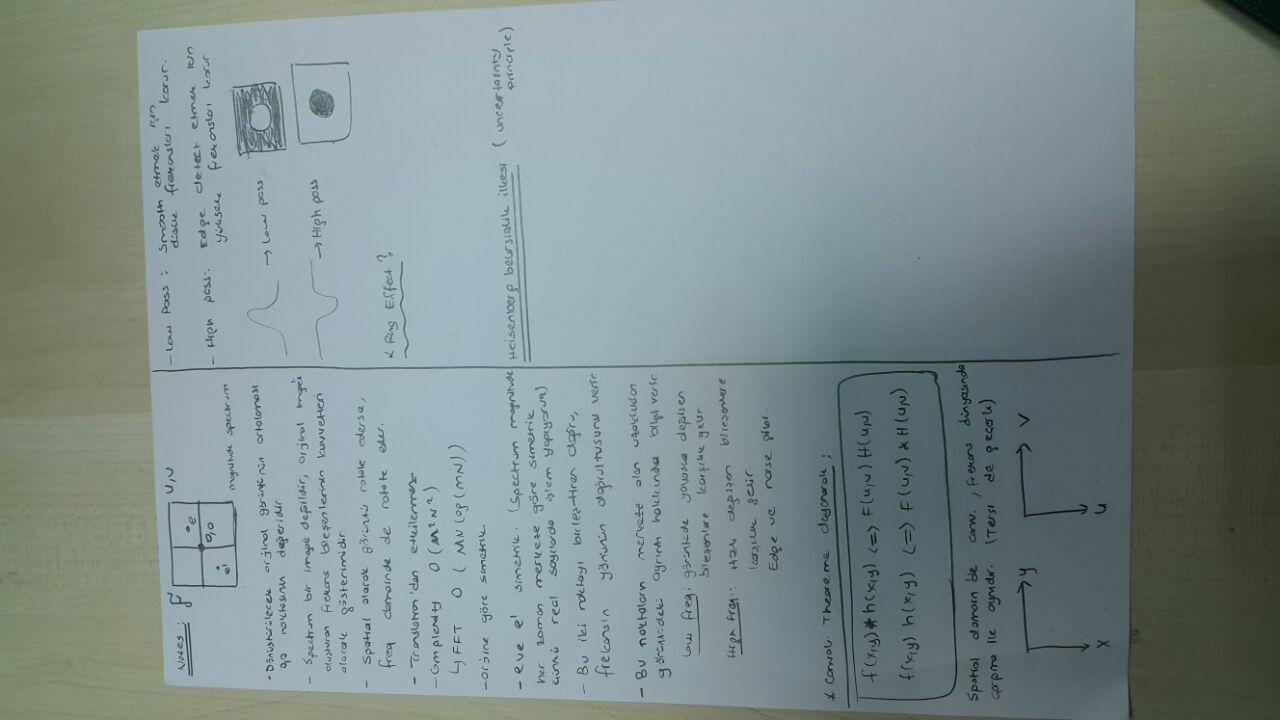 Notes: F u,v
e
0,0
e'
magnitude spectrum
- Dönüştürülecek orjinal görüntünün ortalaması
0,0 noktasının değeridir.
- Spectrum bir image değildir, orjinal imgeyi
oluşturan frekans bileşenlerinin kuvvetleri
olarak gösterimidir
- Spatial olarak görüntü rotate ederse,
freq domainde de rotate eder.
- Translation'dan etkilenmez
- Complexity O(M²N²)
↳ FFT O(MN log(MN))
- orjine göre simetrik
- e ve e' simetrik. (Spectrum magnitude
her zaman merkeze göre simetrik
çünkü real sayılarda işlem yapıyoruz)
- Bu iki noktayı birleştiren doğru,
frekansın yönünün doğrultusunu verir
- Bu noktaların merkeze olan uzaklıkları
görüntüdeki ayrıntı hakkında bilgi verir.
Low freq: görüntüde yavaşça değişen
bileşenlere karşılık gelir
High freq.: Hızlı değişen bileşenlere
karşılık gelir
Edge ve noise gibi.
* Convol. Theoreme dayanarak;
f(x,y) * h(x,y) <=> F(u,v) H(u,v)
f(x,y) h(x,y) <=> F(u,v) * H(u,v)
Spatial domain de conv., frekans dünyasında
çarpma ile aynıdır. (Tersi de geçerli)
y
x
v
u
- Low Pass: Smooth etmek için
düşük frekansları korur.
- High pass: Edge detect etmek için
yüksek frekansları korur
→ Low pass
→ High pass
* Ring Effect?
Heisenberg belirsizlik ilkesi (uncertainty
principle)